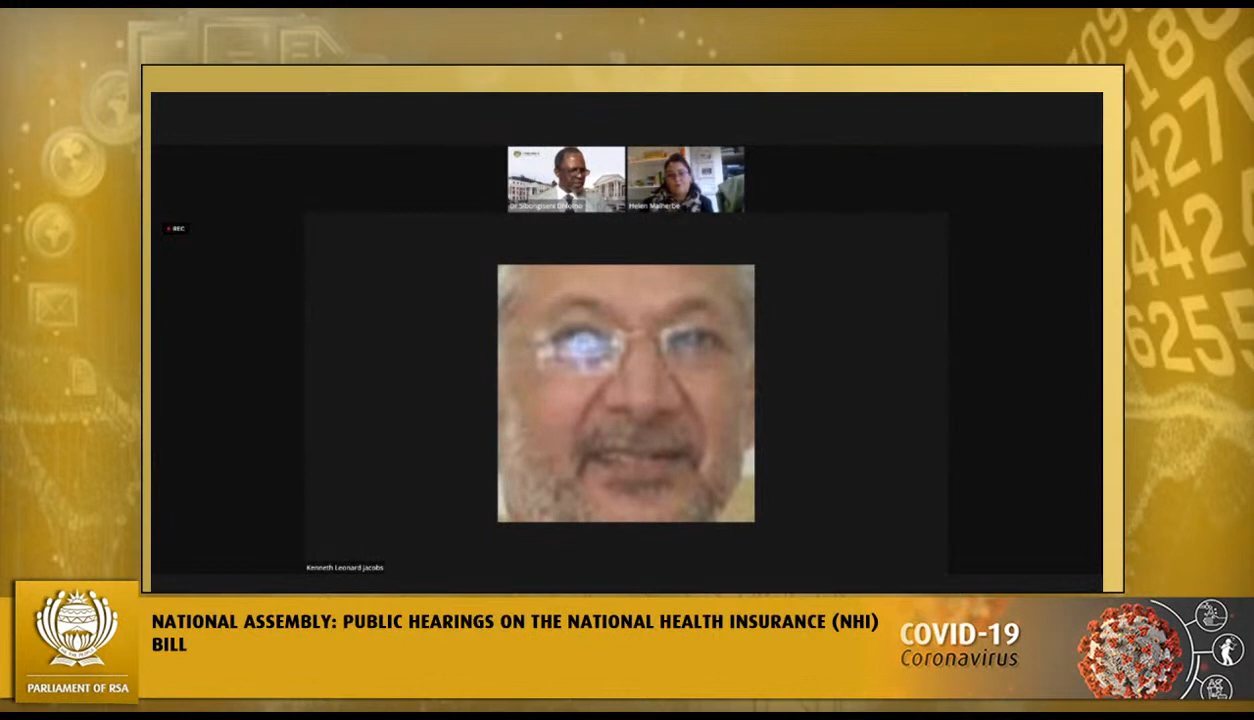 Dr Sibongiseni Dhlomo
Helen Malherbe
REC
Kenneth Leonard Jacobs
NATIONAL ASSEMBLY: PUBLIC HEARINGS ON THE NATIONAL HEALTH INSURANCE (NHI)
BILL
COVID-19
Coronavirus
PARLIAMENT OF RSA